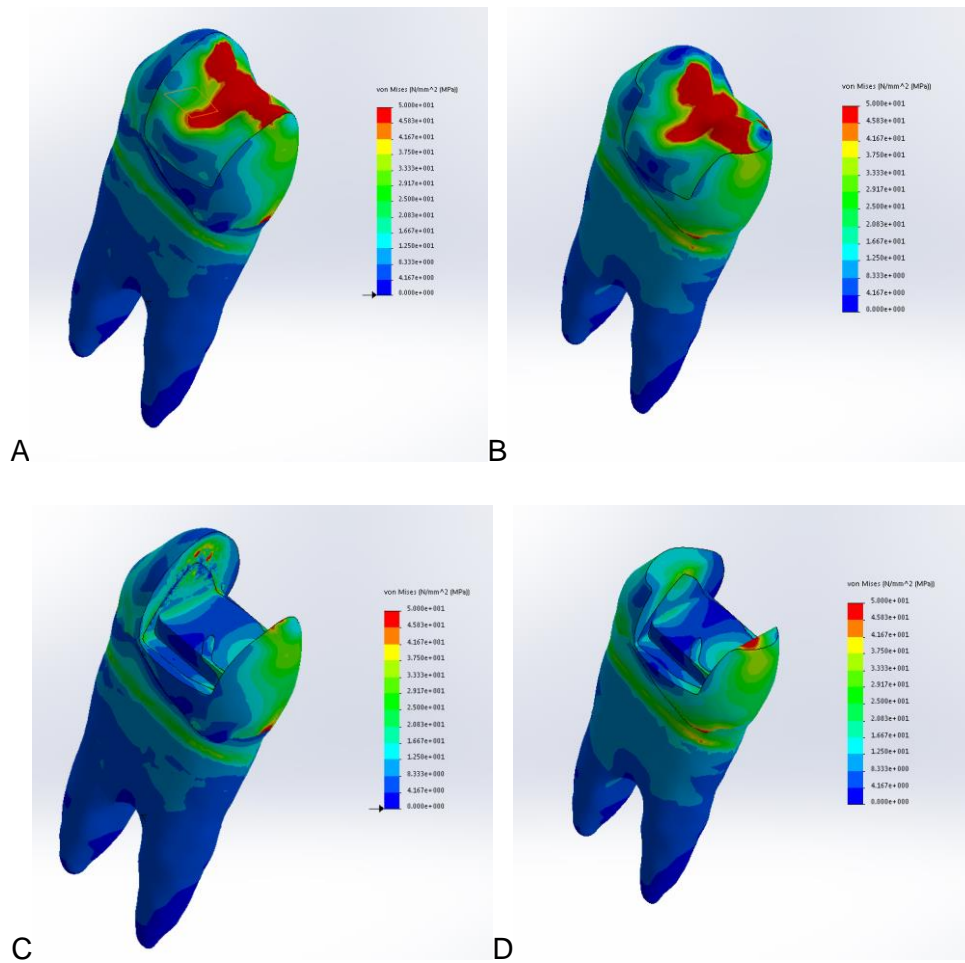 von Mises [N/mm^2 (MPa)]
5.000e+001
4.583e+001
4.167e+001
3.750e+001
3.333e+001
2.917e+001
2.500e+001
2.083e+001
1.667e+001
1.250e+001
8.333e+000
4.167e+000
0.000e+000
A
von Mises [N/mm^2 (MPa)]
5.000e+001
4.583e+001
4.167e+001
3.750e+001
3.333e+001
2.917e+001
2.500e+001
2.083e+001
1.667e+001
1.250e+001
8.333e+000
4.167e+000
0.000e+000
B
von Mises [N/mm^2 (MPa)]
5.000e+001
4.583e+001
4.167e+001
3.750e+001
3.333e+001
2.917e+001
2.500e+001
2.083e+001
1.667e+001
1.250e+001
8.333e+000
4.167e+000
0.000e+000
C
von Mises [N/mm^2 (MPa)]
5.000e+001
4.583e+001
4.167e+001
3.750e+001
3.333e+001
2.917e+001
2.500e+001
2.083e+001
1.667e+001
1.250e+001
8.333e+000
4.167e+000
0.000e+000
D